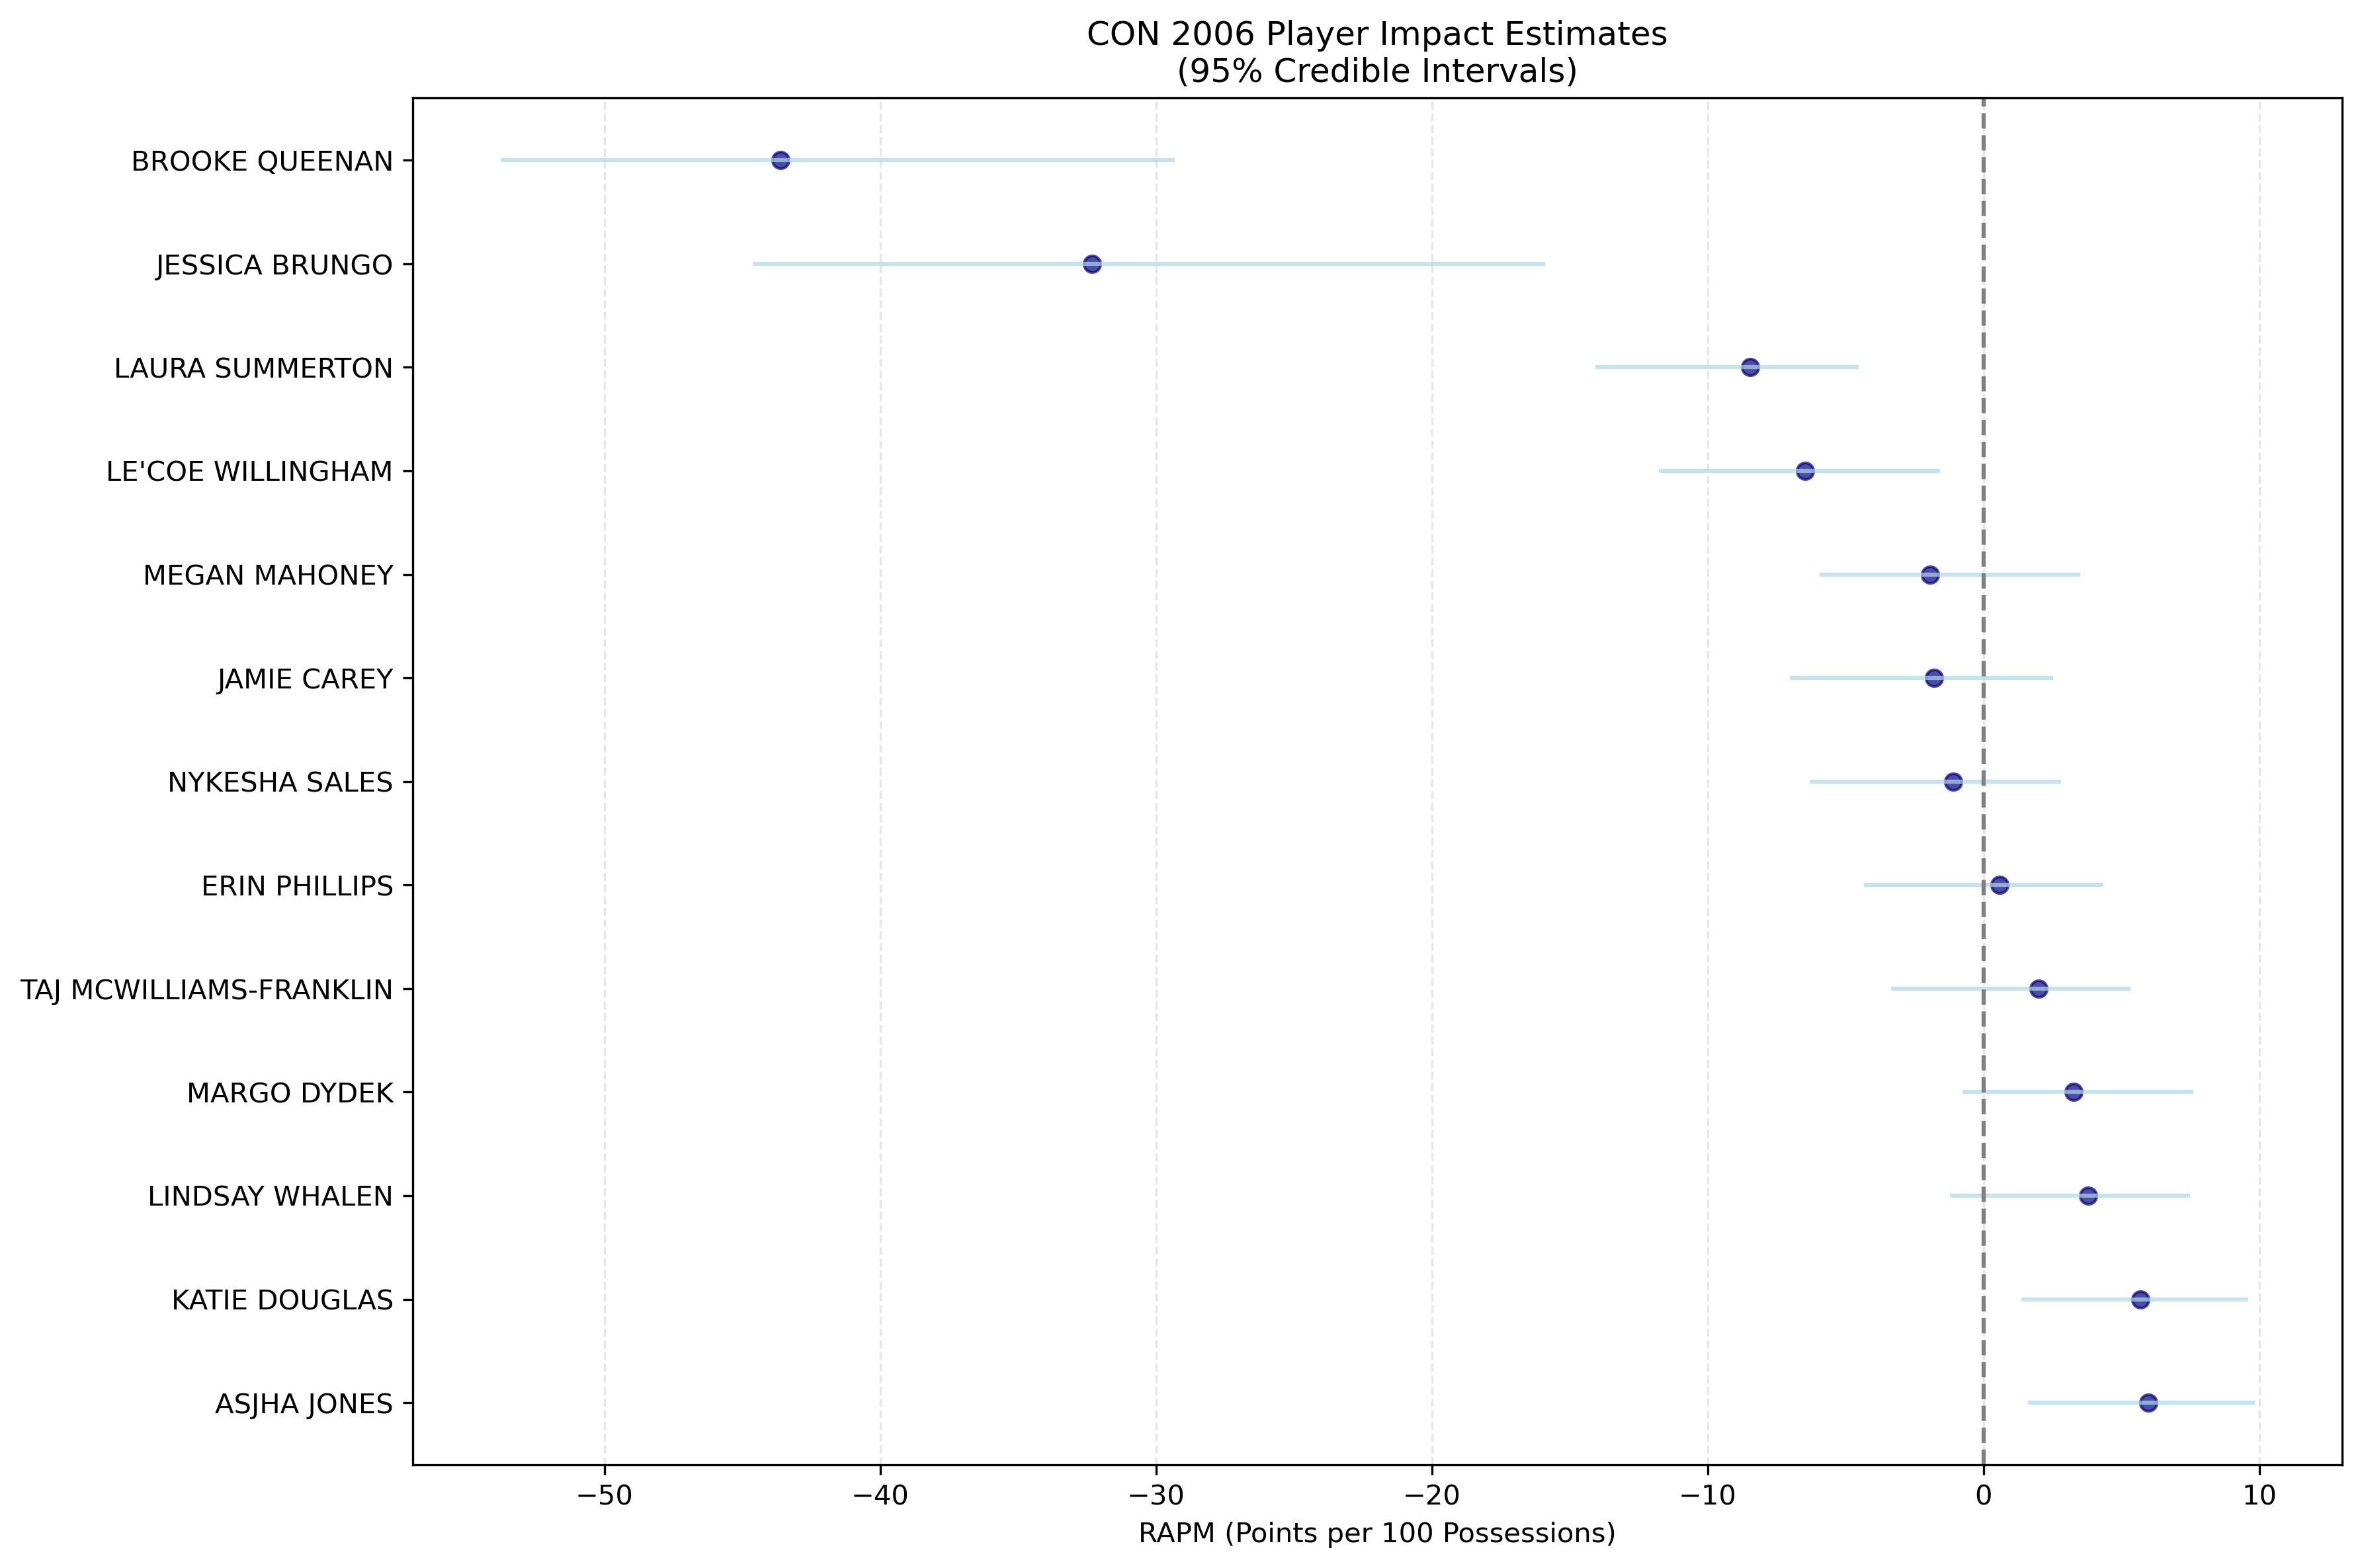 CON 2006 Player Impact Estimates
(95% Credible Intervals)
BROOKE QUEENAN
JESSICA BRUNGO
LAURA SUMMERTON
LE'COE WILLINGHAM
MEGAN MAHONEY
JAMIE CAREY
NYKESHA SALES
ERIN PHILLIPS
TAJ MCWILLIAMS-FRANKLIN
MARGO DYDEK
LINDSAY WHALEN
KATIE DOUGLAS
ASJHA JONES
−50 −40 −30 −20 −10 0 10
RAPM (Points per 100 Possessions)